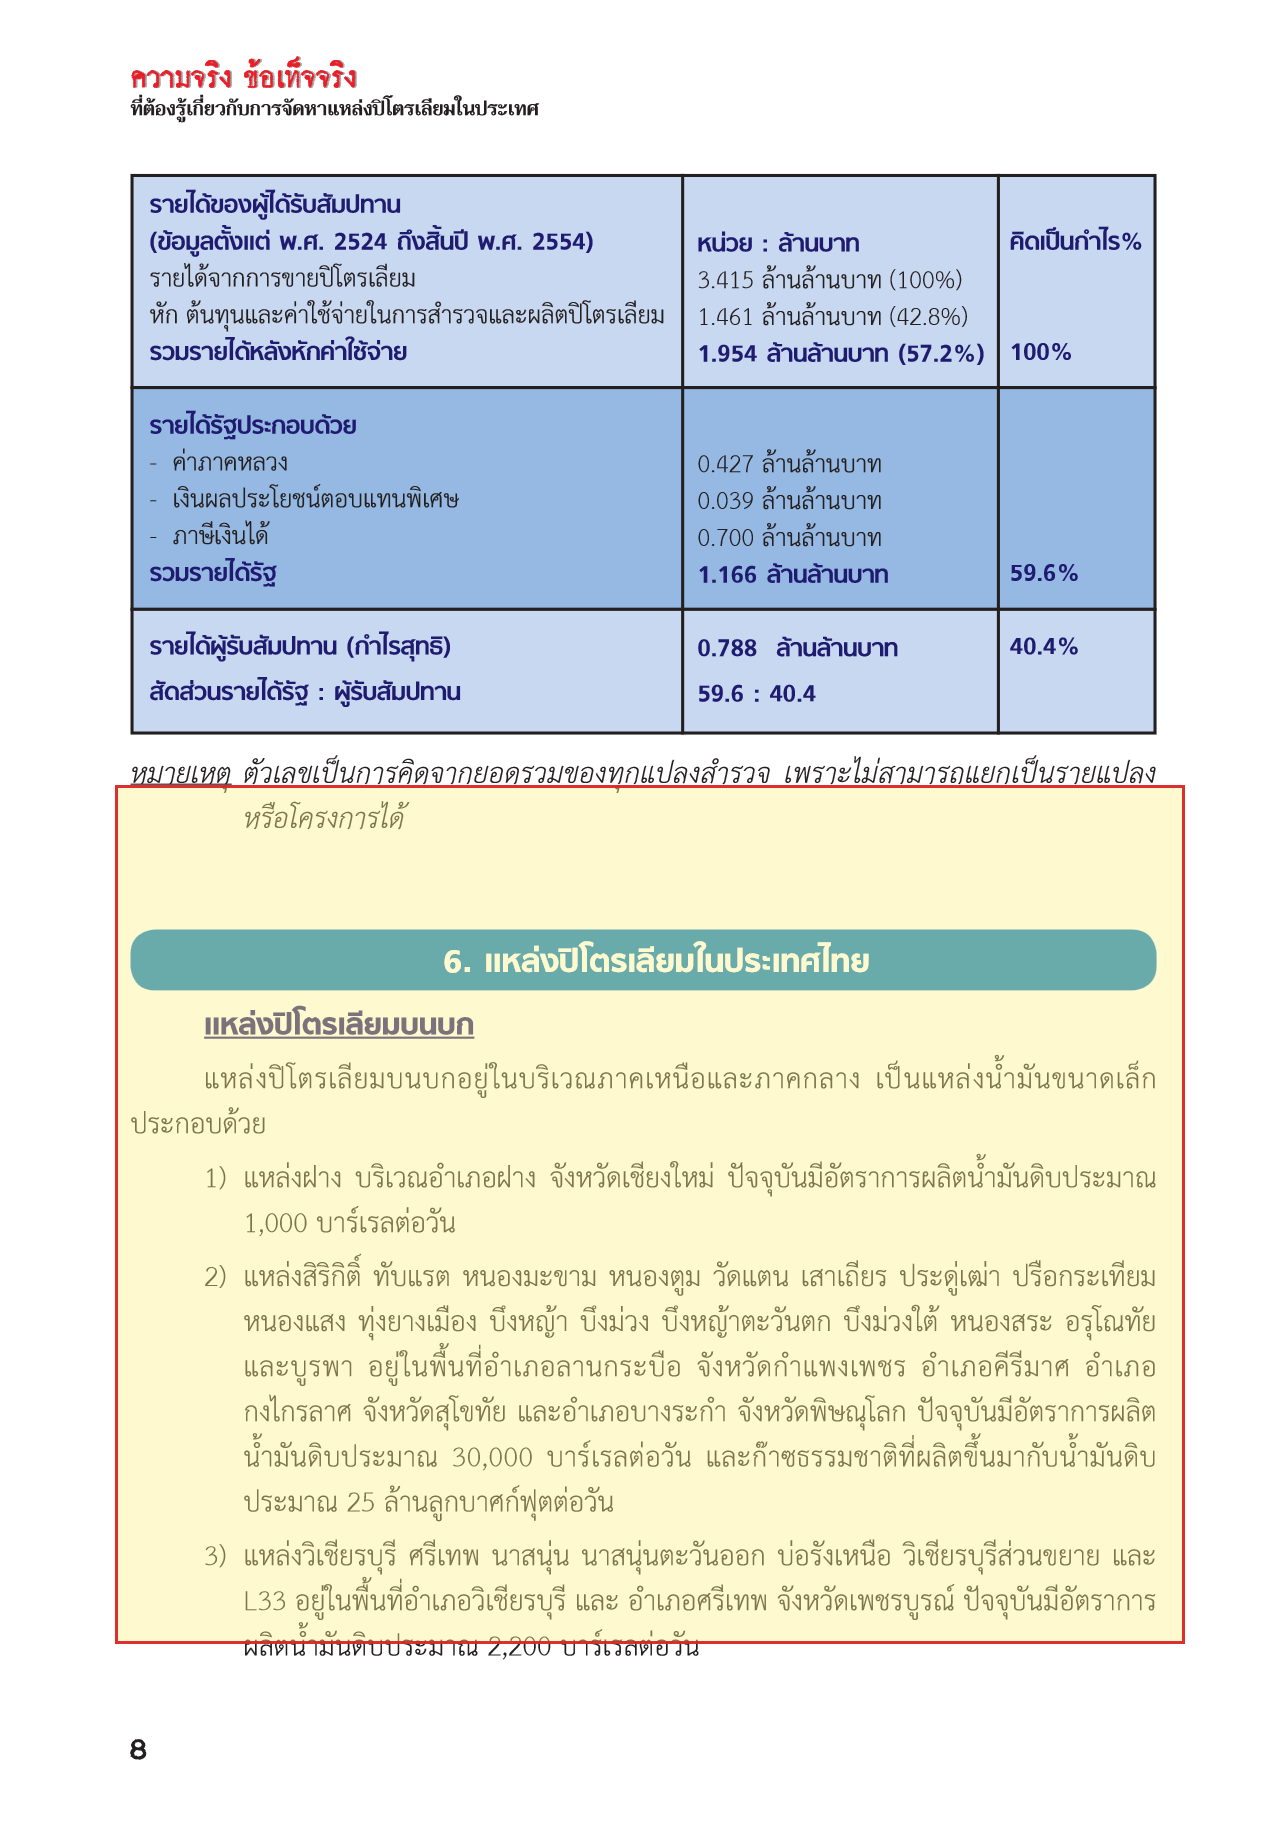 ความจริง ข้อเท็จจริง
ที่ต้องรู้เกี่ยวกับการจัดหาแหล่งปิโตรเลียมในประเทศ
รายได้ของผู้ได้รับสัมปทาน
(ข้อมูลตั้งแต่ พ.ศ. 2524 ถึงสิ้นปี พ.ศ. 2554) หน่วย : ล้านบาท คิดเป็นกำไร%
รายได้จากการขายปิโตรเลียม 3.415 ล้านล้านบาท (100%)
หัก ต้นทุนและค่าใช้จ่ายในการสำรวจและผลิตปิโตรเลียม 1.461 ล้านล้านบาท (42.8%)
รวมรายได้หลังหักค่าใช้จ่าย 1.954 ล้านล้านบาท (57.2%) 100%
รายได้รัฐประกอบด้วย
- ค่าภาคหลวง 0.427 ล้านล้านบาท
- เงินผลประโยชน์ตอบแทนพิเศษ 0.039 ล้านล้านบาท
- ภาษีเงินได้ 0.700 ล้านล้านบาท
รวมรายได้รัฐ 1.166 ล้านล้านบาท 59.6%
รายได้ผู้รับสัมปทาน (กำไรสุทธิ) 0.788 ล้านล้านบาท 40.4%
สัดส่วนรายได้รัฐ : ผู้รับสัมปทาน 59.6 : 40.4
หมายเหตุ ตัวเลขเป็นการคิดจากยอดรวมของทุกแปลงสำรวจ เพราะไม่สามารถแยกเป็นรายแปลง
หรือโครงการได้
6. แหล่งปิโตรเลียมในประเทศไทย
แหล่งปิโตรเลียมบนบก
แหล่งปิโตรเลียมบนบกอยู่ในบริเวณภาคเหนือและภาคกลาง เป็นแหล่งน้ำมันขนาดเล็ก
ประกอบด้วย
1) แหล่งฝาง บริเวณอำเภอฝาง จังหวัดเชียงใหม่ ปัจจุบันมีอัตราการผลิตน้ำมันดิบประมาณ
1,000 บาร์เรลต่อวัน
2) แหล่งสิริกิติ์ ทับแรต หนองมะขาม หนองตูม วัดแตน เสาเถียร ประดู่เฒ่า ปรือกระเทียม
หนองแสง ทุ่งยางเมือง บึงหญ้า บึงม่วง บึงหญ้าตะวันตก บึงม่วงใต้ หนองสระ อรุโณทัย
และบูรพา อยู่ในพื้นที่อำเภอลานกระบือ จังหวัดกำแพงเพชร อำเภอคีรีมาศ อำเภอ
กงไกรลาศ จังหวัดสุโขทัย และอำเภอบางระกำ จังหวัดพิษณุโลก ปัจจุบันมีอัตราการผลิต
น้ำมันดิบประมาณ 30,000 บาร์เรลต่อวัน และก๊าซธรรมชาติที่ผลิตขึ้นมากับน้ำมันดิบ
ประมาณ 25 ล้านลูกบาศก์ฟุตต่อวัน
3) แหล่งวิเชียรบุรี ศรีเทพ นาสนุ่น นาสนุ่นตะวันออก บ่อรังเหนือ วิเชียรบุรีส่วนขยาย และ
L33 อยู่ในพื้นที่อำเภอวิเชียรบุรี และ อำเภอศรีเทพ จังหวัดเพชรบูรณ์ ปัจจุบันมีอัตราการ
ผลิตน้ำมันดิบประมาณ 2,200 บาร์เรลต่อวัน
8